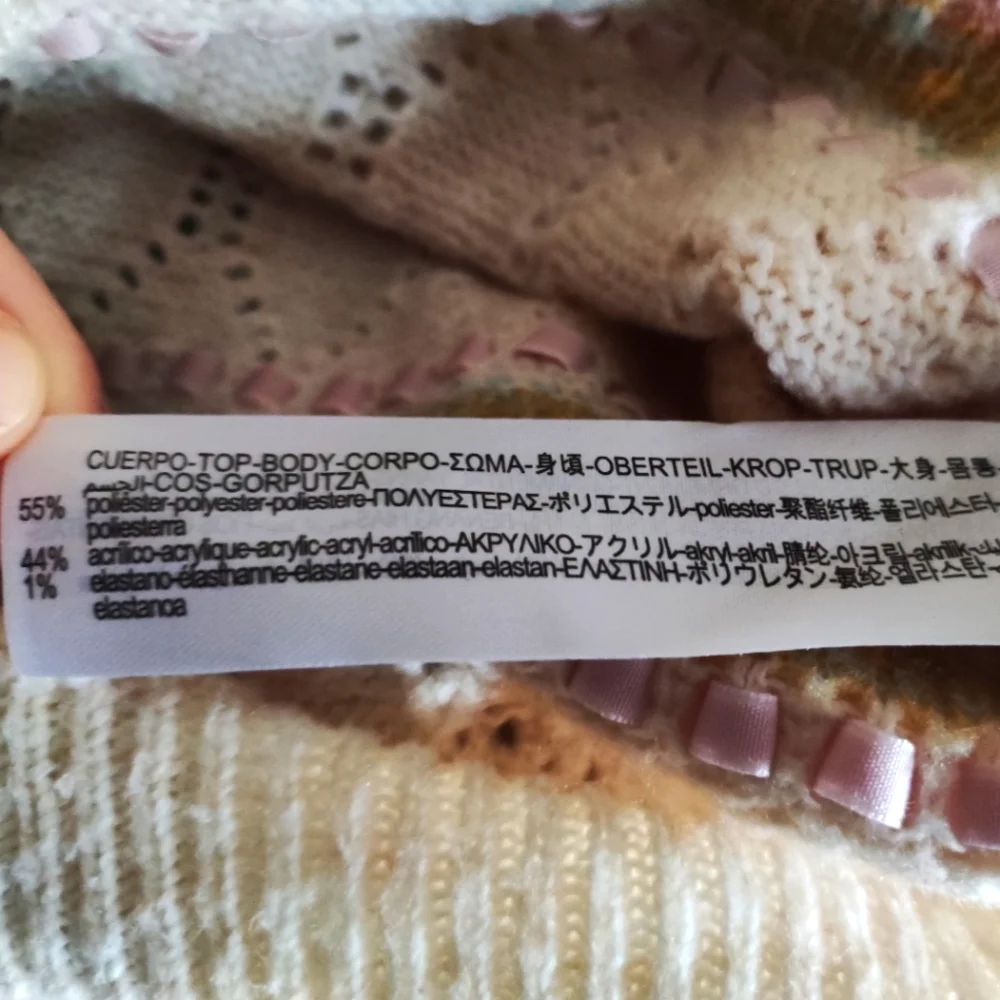 CUERPO-TOP-BODY-CORPO-ΣΩΜΑ-身頃-OBERTEIL-KROP-TRUP-大身-몸통-
الجسم-COS-GORPUTZA
55% poliéster-polyester-poliestere-ΠΟΛΥΕΣΤΕΡΑΣ-ポリエステル-poliester-聚酯纤维-폴리에스터-
poliesterra
44% acrílico-acrylique-acrylic-acryl-acrilico-ΑΚΡΥΛΙΚΟ-アクリル-akryl-akril-腈纶-아크릴-akrilik-
1% elastano-élasthanne-elastane-elastaan-elastan-ΕΛΑΣΤΙΝΗ-ポリウレタン-氨纶-엘라스탄-
elastanoa